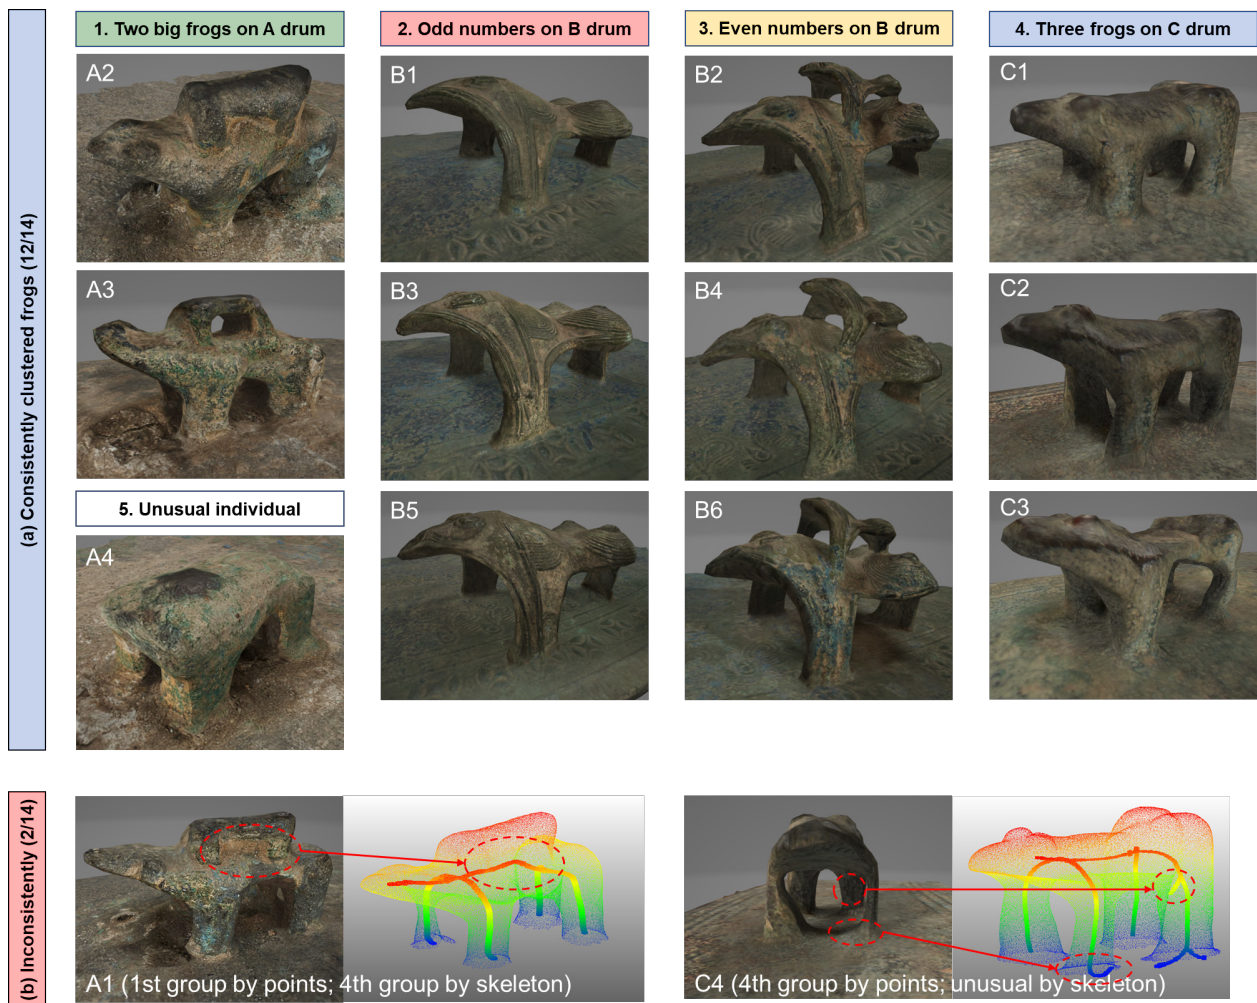 (a) Consistently clustered frogs (12/14)
1. Two big frogs on A drum
2. Odd numbers on B drum
3. Even numbers on B drum
4. Three frogs on C drum
A2
B1
B2
C1
A3
B3
B4
C2
5. Unusual individual
A4
B5
B6
C3
(b) Inconsistently (2/14)
A1 (1st group by points; 4th group by skeleton)
C4 (4th group by points; unusual by skeleton)